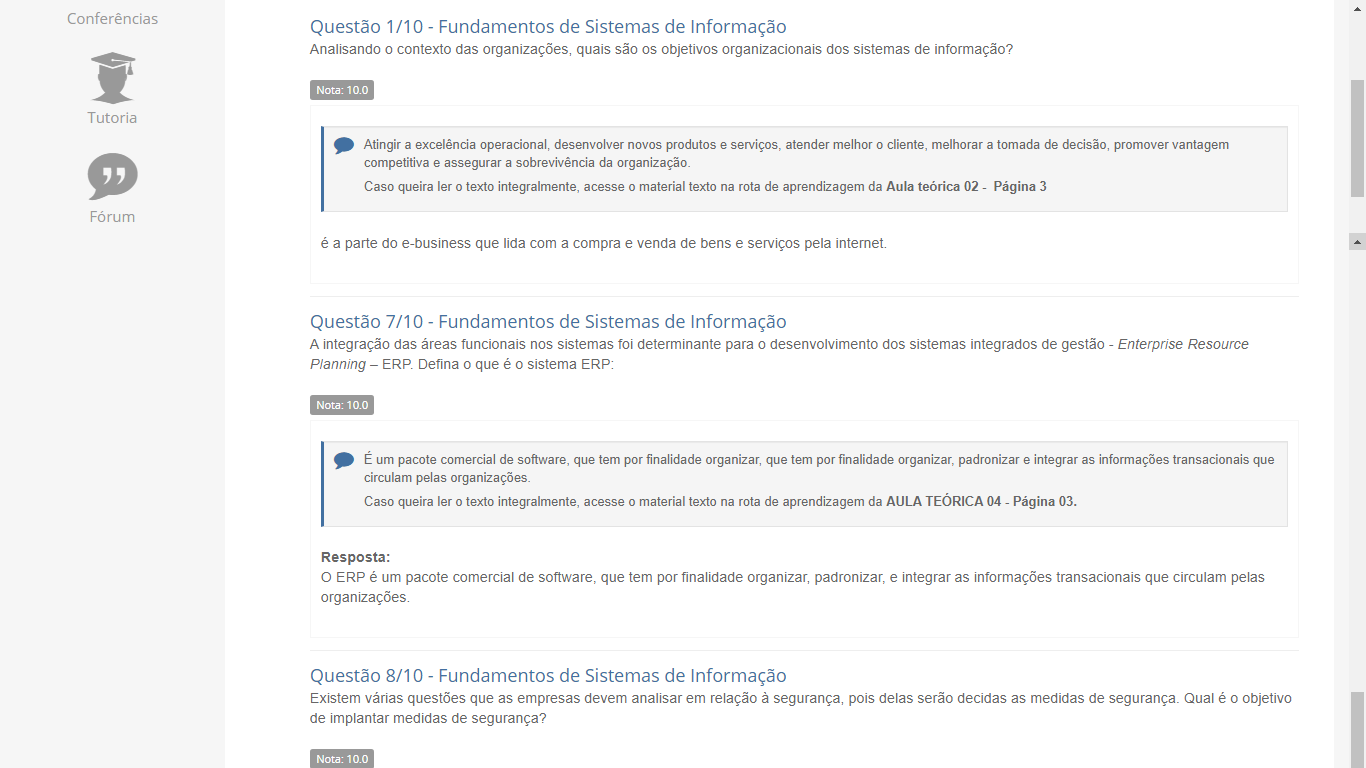 Conferências
Tutoria
Fórum
Questão 1/10 - Fundamentos de Sistemas de Informação
Analisando o contexto das organizações, quais são os objetivos organizacionais dos sistemas de informação?
Nota: 10.0
Atingir a excelência operacional, desenvolver novos produtos e serviços, atender melhor o cliente, melhorar a tomada de decisão, promover vantagem
competitiva e assegurar a sobrevivência da organização.
Caso queira ler o texto integralmente, acesse o material texto na rota de aprendizagem da Aula teórica 02 - Página 3
é a parte do e-business que lida com a compra e venda de bens e serviços pela internet.
Questão 7/10 - Fundamentos de Sistemas de Informação
A integração das áreas funcionais nos sistemas foi determinante para o desenvolvimento dos sistemas integrados de gestão - Enterprise Resource
Planning – ERP. Defina o que é o sistema ERP:
Nota: 10.0
É um pacote comercial de software, que tem por finalidade organizar, que tem por finalidade organizar, padronizar e integrar as informações transacionais que
circulam pelas organizações.
Caso queira ler o texto integralmente, acesse o material texto na rota de aprendizagem da AULA TEÓRICA 04 - Página 03.
Resposta:
O ERP é um pacote comercial de software, que tem por finalidade organizar, padronizar, e integrar as informações transacionais que circulam pelas
organizações.
Questão 8/10 - Fundamentos de Sistemas de Informação
Existem várias questões que as empresas devem analisar em relação à segurança, pois delas serão decidas as medidas de segurança. Qual é o objetivo
de implantar medidas de segurança?
Nota: 10.0